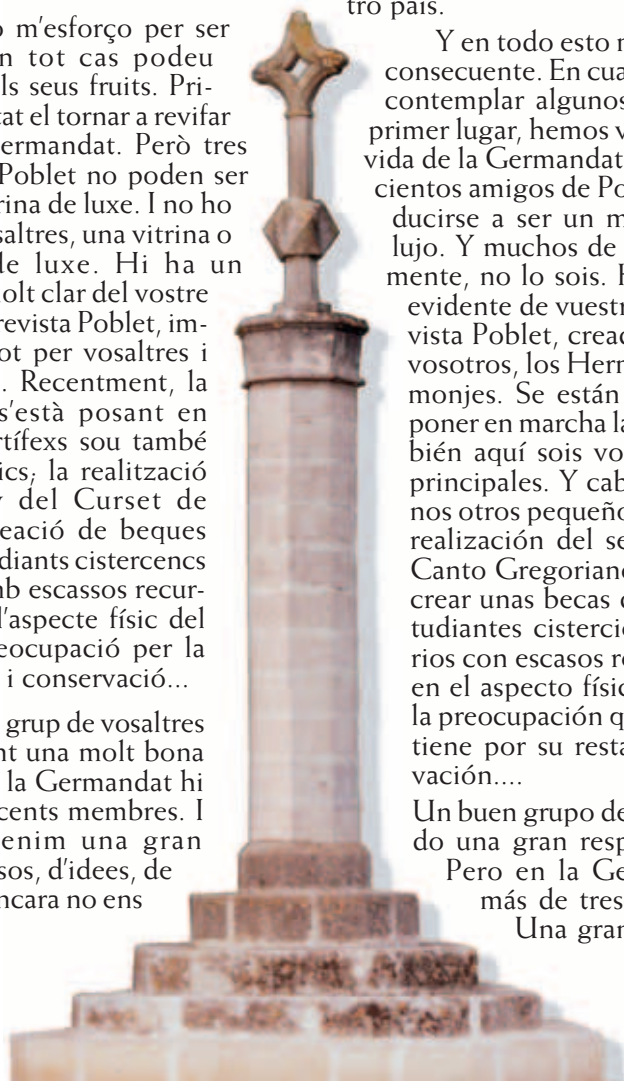 m'esforço per ser
n tot cas podeu
ls seus fruits. Pri-
tat el tornar a revifar
ermandat. Però tres
Poblet no poden ser
rina de luxe. I no ho
saltres, una vitrina o
de luxe. Hi ha un
molt clar del vostre
revista Poblet, im-
ot per vosaltres i
. Recentment, la
s'està posant en
rtífexs sou també
ics; la realització
y del Curset de
eació de beques
diants cistercencs
mb escassos recur-
l'aspecte físic del
eocupació per la
i conservació...
grup de vosaltres
nt una molt bona
la Germandat hi
cents membres. I
enim una gran
sos, d'idees, de
ncara no ens
tro país.
Y en todo esto
consecuente. En cua
contemplar algunos
primer lugar, hemos v
vida de la Germandat
cientos amigos de Po
ducirse a ser un m
lujo. Y muchos de
mente, no lo sois. H
evidente de vuestr
vista Poblet, cread
vosotros, los Herm
monjes. Se están
poner en marcha la
bién aquí sois vo
principales. Y cab
nos otros pequeño
realización del se
Canto Gregoriano
crear unas becas d
tudiantes cistercie
rios con escasos re
en el aspecto físic
la preocupación q
tiene por su resta
vación....
Un buen grupo de
do una gran resp
Pero en la Ge
más de tres
Una gran